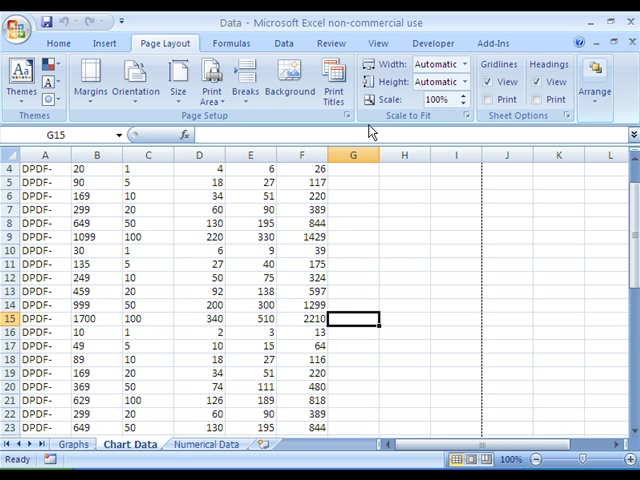 Data - Microsoft Excel non-commercial use
Home Insert Page Layout Formulas Data Review View Developer Add-Ins
Themes Margins Orientation Size Print Area Breaks Background Print Titles Width: Automatic Gridlines Headings Arrange
Height: Automatic View View
Scale: 100% Print Print
Themes Page Setup Scale to Fit Sheet Options
G15 fx
A B C D E F G H I J K L
4 DPDF- 20 1 4 6 26
5 DPDF- 90 5 18 27 117
6 DPDF- 169 10 34 51 220
7 DPDF- 299 20 60 90 389
8 DPDF- 649 50 130 195 844
9 DPDF- 1099 100 220 330 1429
10 DPDF- 30 1 6 9 39
11 DPDF- 135 5 27 40 175
12 DPDF- 249 10 50 75 324
13 DPDF- 459 20 92 138 597
14 DPDF- 999 50 200 300 1299
15 DPDF- 1700 100 340 510 2210
16 DPDF- 10 1 2 3 13
17 DPDF- 49 5 10 15 64
18 DPDF- 89 10 18 27 116
19 DPDF- 169 20 34 51 220
20 DPDF- 369 50 74 111 480
21 DPDF- 629 100 126 189 818
22 DPDF- 299 20 60 90 389
23 DPDF- 649 50 130 195 844
Graphs Chart Data Numerical Data
Ready 100%